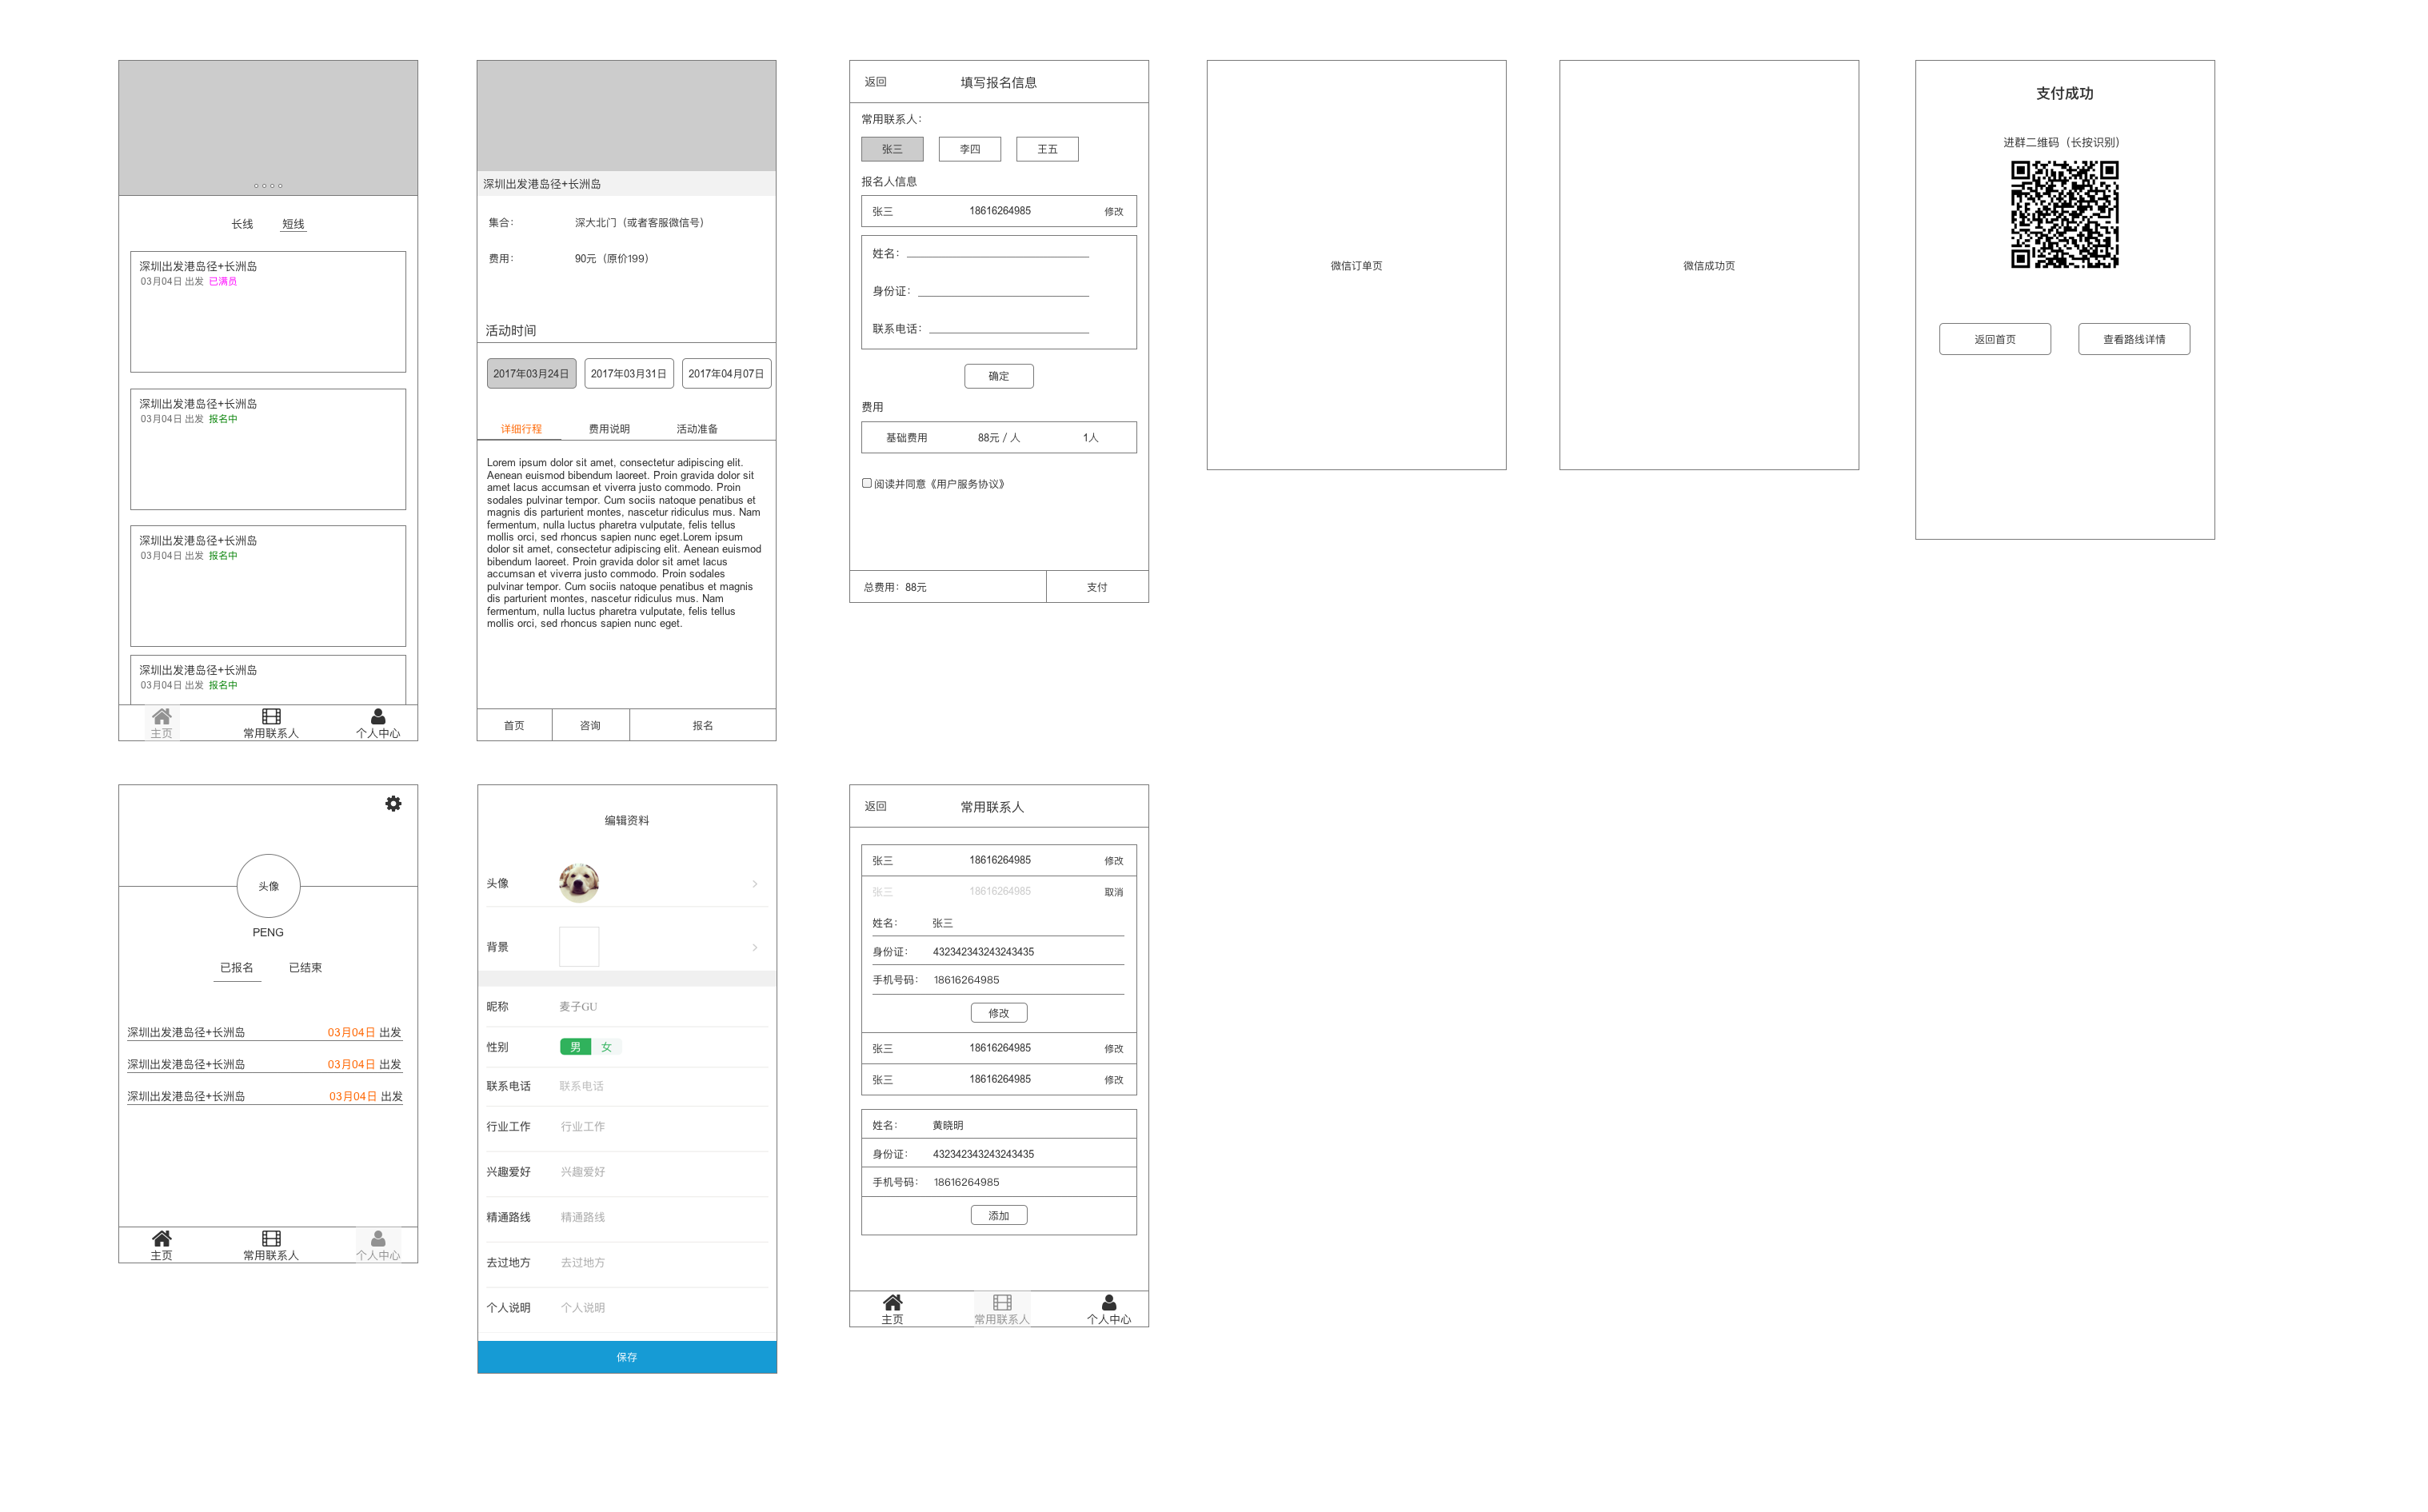 长线 短线
深圳出发港岛径+长洲岛
03月04日 出发 已满员
深圳出发港岛径+长洲岛
03月04日 出发 报名中
深圳出发港岛径+长洲岛
03月04日 出发 报名中
深圳出发港岛径+长洲岛
03月04日 出发 报名中
主页 常用联系人 个人中心
深圳出发港岛径+长洲岛
集合： 深大北门（或者客服微信号）
费用： 90元（原价199）
活动时间
2017年03月24日 2017年03月31日 2017年04月07日
详细行程 费用说明 活动准备
Lorem ipsum dolor sit amet, consectetur adipiscing elit.
Aenean euismod bibendum laoreet. Proin gravida dolor sit
amet lacus accumsan et viverra justo commodo. Proin
sodales pulvinar tempor. Cum sociis natoque penatibus et
magnis dis parturient montes, nascetur ridiculus mus. Nam
fermentum, nulla luctus pharetra vulputate, felis tellus
mollis orci, sed rhoncus sapien nunc eget.Lorem ipsum
dolor sit amet, consectetur adipiscing elit. Aenean euismod
bibendum laoreet. Proin gravida dolor sit amet lacus
accumsan et viverra justo commodo. Proin sodales
pulvinar tempor. Cum sociis natoque penatibus et magnis
dis parturient montes, nascetur ridiculus mus. Nam
fermentum, nulla luctus pharetra vulputate, felis tellus
mollis orci, sed rhoncus sapien nunc eget.
首页 咨询 报名
返回 填写报名信息
常用联系人：
张三 李四 王五
报名人信息
张三 18616264985 修改
姓名：
身份证：
联系电话：
确定
费用
基础费用 88元 / 人 1人
阅读并同意《用户服务协议》
总费用：88元 支付
微信订单页
微信成功页
支付成功
进群二维码（长按识别）
返回首页 查看路线详情
头像
PENG
已报名 已结束
深圳出发港岛径+长洲岛 03月04日 出发
深圳出发港岛径+长洲岛 03月04日 出发
深圳出发港岛径+长洲岛 03月04日 出发
主页 常用联系人 个人中心
编辑资料
头像
背景
昵称 麦子GU
性别 男 女
联系电话 联系电话
行业工作 行业工作
兴趣爱好 兴趣爱好
精通路线 精通路线
去过地方 去过地方
个人说明 个人说明
保存
返回 常用联系人
张三 18616264985 修改
张三 18616264985 取消
姓名： 张三
身份证： 432342343243243435
手机号码： 18616264985
修改
张三 18616264985 修改
张三 18616264985 修改
姓名： 黄晓明
身份证： 432342343243243435
手机号码： 18616264985
添加
主页 常用联系人 个人中心